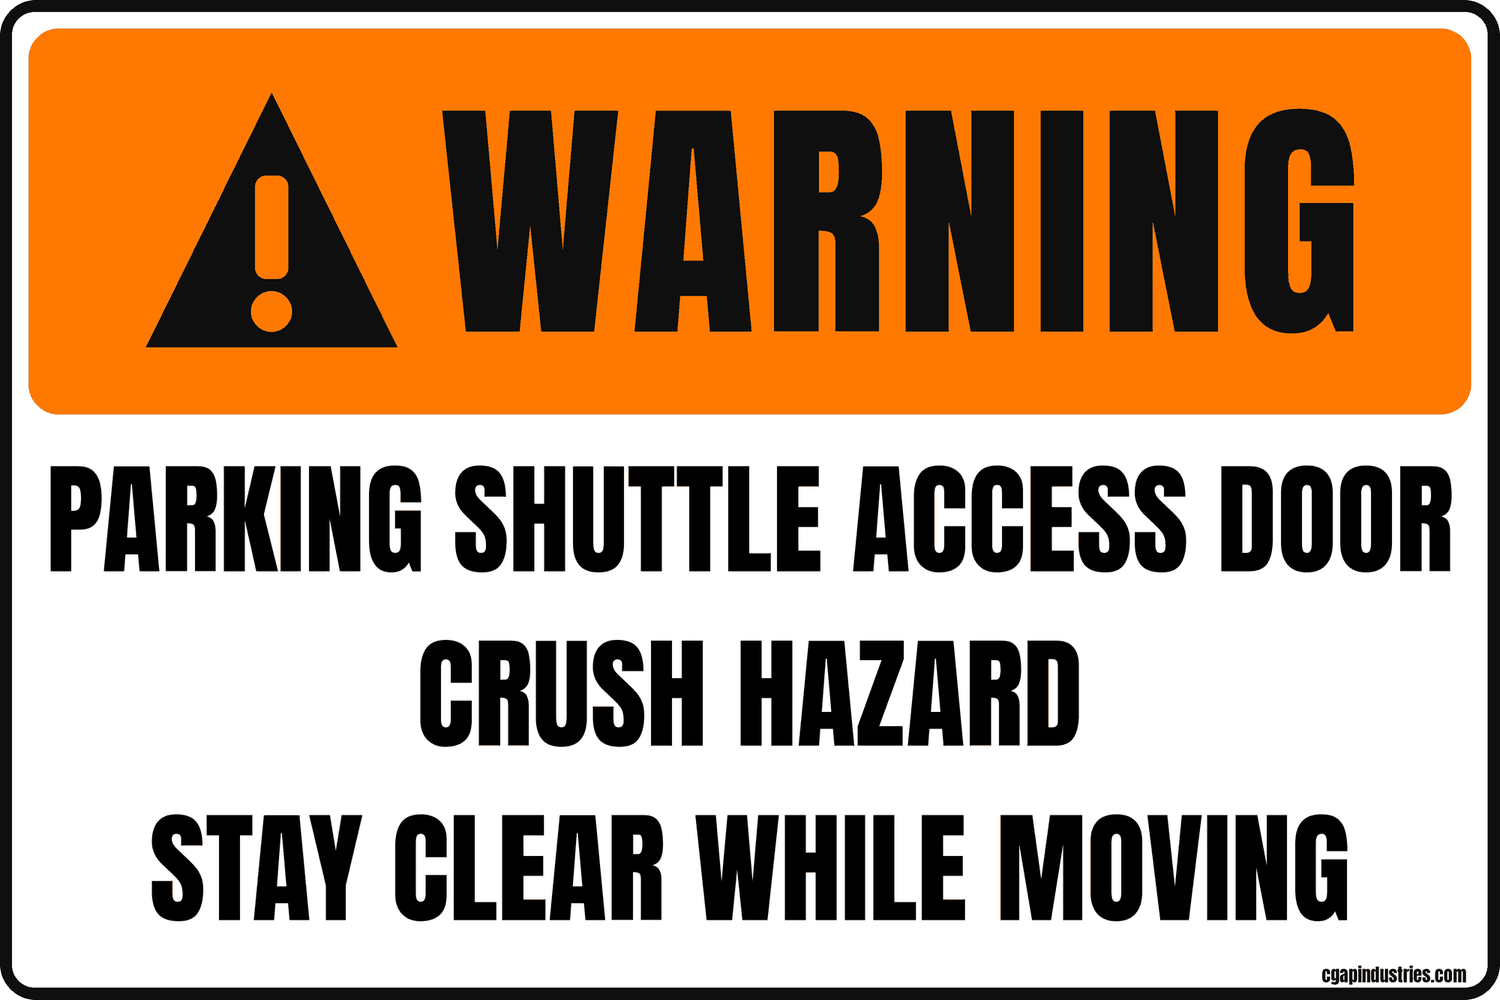 WARNING
PARKING SHUTTLE ACCESS DOOR
CRUSH HAZARD
STAY CLEAR WHILE MOVING
cgapindustries.com